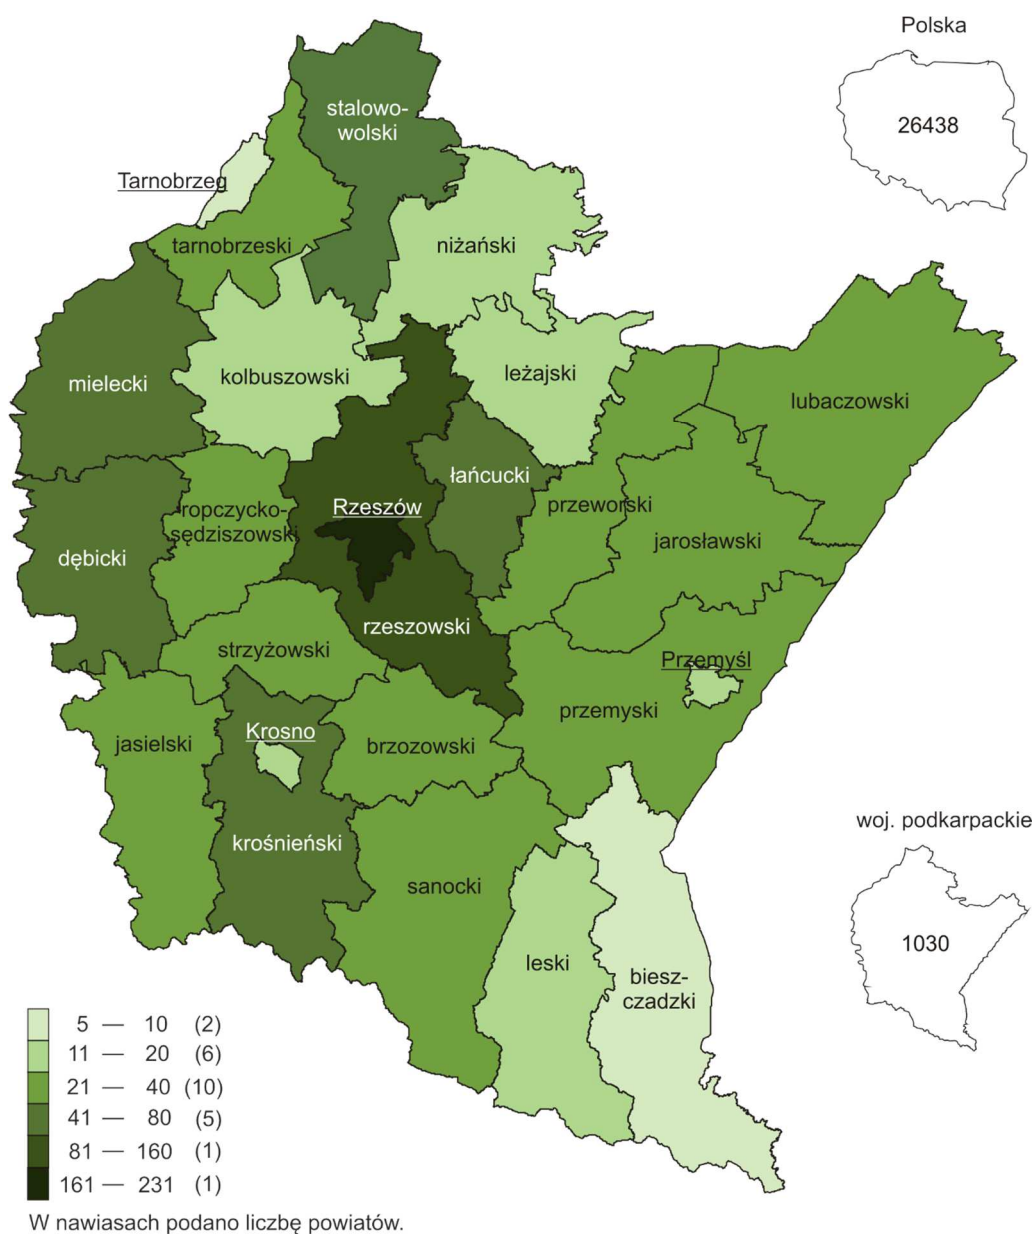 Polska
26438
stalowo-
wolski
Tarnobrzeg
tarnobrzeski
niżański
mielecki
kolbuszowski
leżajski
lubaczowski
łańcucki
Rzeszów
ropczycko-
sędziszowski
przeworski
jarosławski
dębicki
rzeszowski
strzyżowski
Przemyśl
przemyski
Krosno
jasielski
brzozowski
krośnieński
sanocki
leski
biesz-
czadzki
woj. podkarpackie
1030
5 — 10 (2)
11 — 20 (6)
21 — 40 (10)
41 — 80 (5)
81 — 160 (1)
161 — 231 (1)
W nawiasach podano liczbę powiatów.